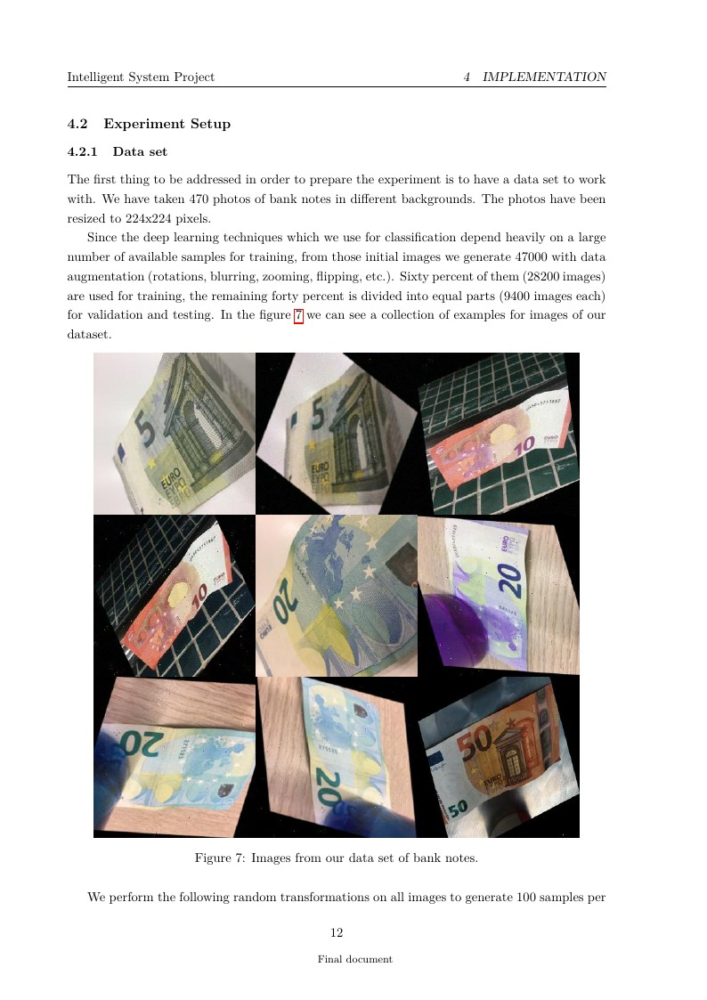 Intelligent System Project 4 IMPLEMENTATION
4.2 Experiment Setup
4.2.1 Data set
The first thing to be addressed in order to prepare the experiment is to have a data set to work
with. We have taken 470 photos of bank notes in different backgrounds. The photos have been
resized to 224x224 pixels.
Since the deep learning techniques which we use for classification depend heavily on a large
number of available samples for training, from those initial images we generate 47000 with data
augmentation (rotations, blurring, zooming, flipping, etc.). Sixty percent of them (28200 images)
are used for training, the remaining forty percent is divided into equal parts (9400 images each)
for validation and testing. In the figure 7 we can see a collection of examples for images of our
dataset.
5
EURO
EYPO
5
EURO
EYPO
10
10
20
20
EURO
20
20
50
EURO
50
Figure 7: Images from our data set of bank notes.
We perform the following random transformations on all images to generate 100 samples per
12
Final document